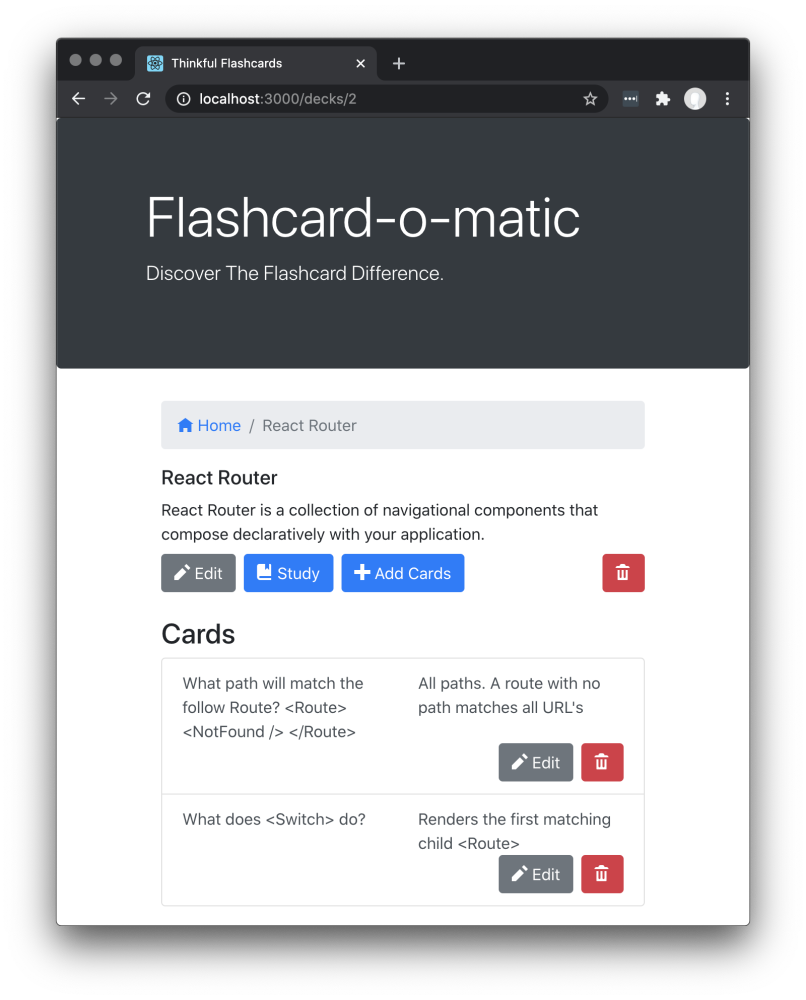 Thinkful Flashcards
localhost:3000/decks/2
Flashcard-o-matic
Discover The Flashcard Difference.
Home / React Router
React Router
React Router is a collection of navigational components that
compose declaratively with your application.
Edit
Study
Add Cards
Cards
What path will match the
follow Route? <Route>
<NotFound /> </Route>
All paths. A route with no
path matches all URL's
Edit
What does <Switch> do?
Renders the first matching
child <Route>
Edit